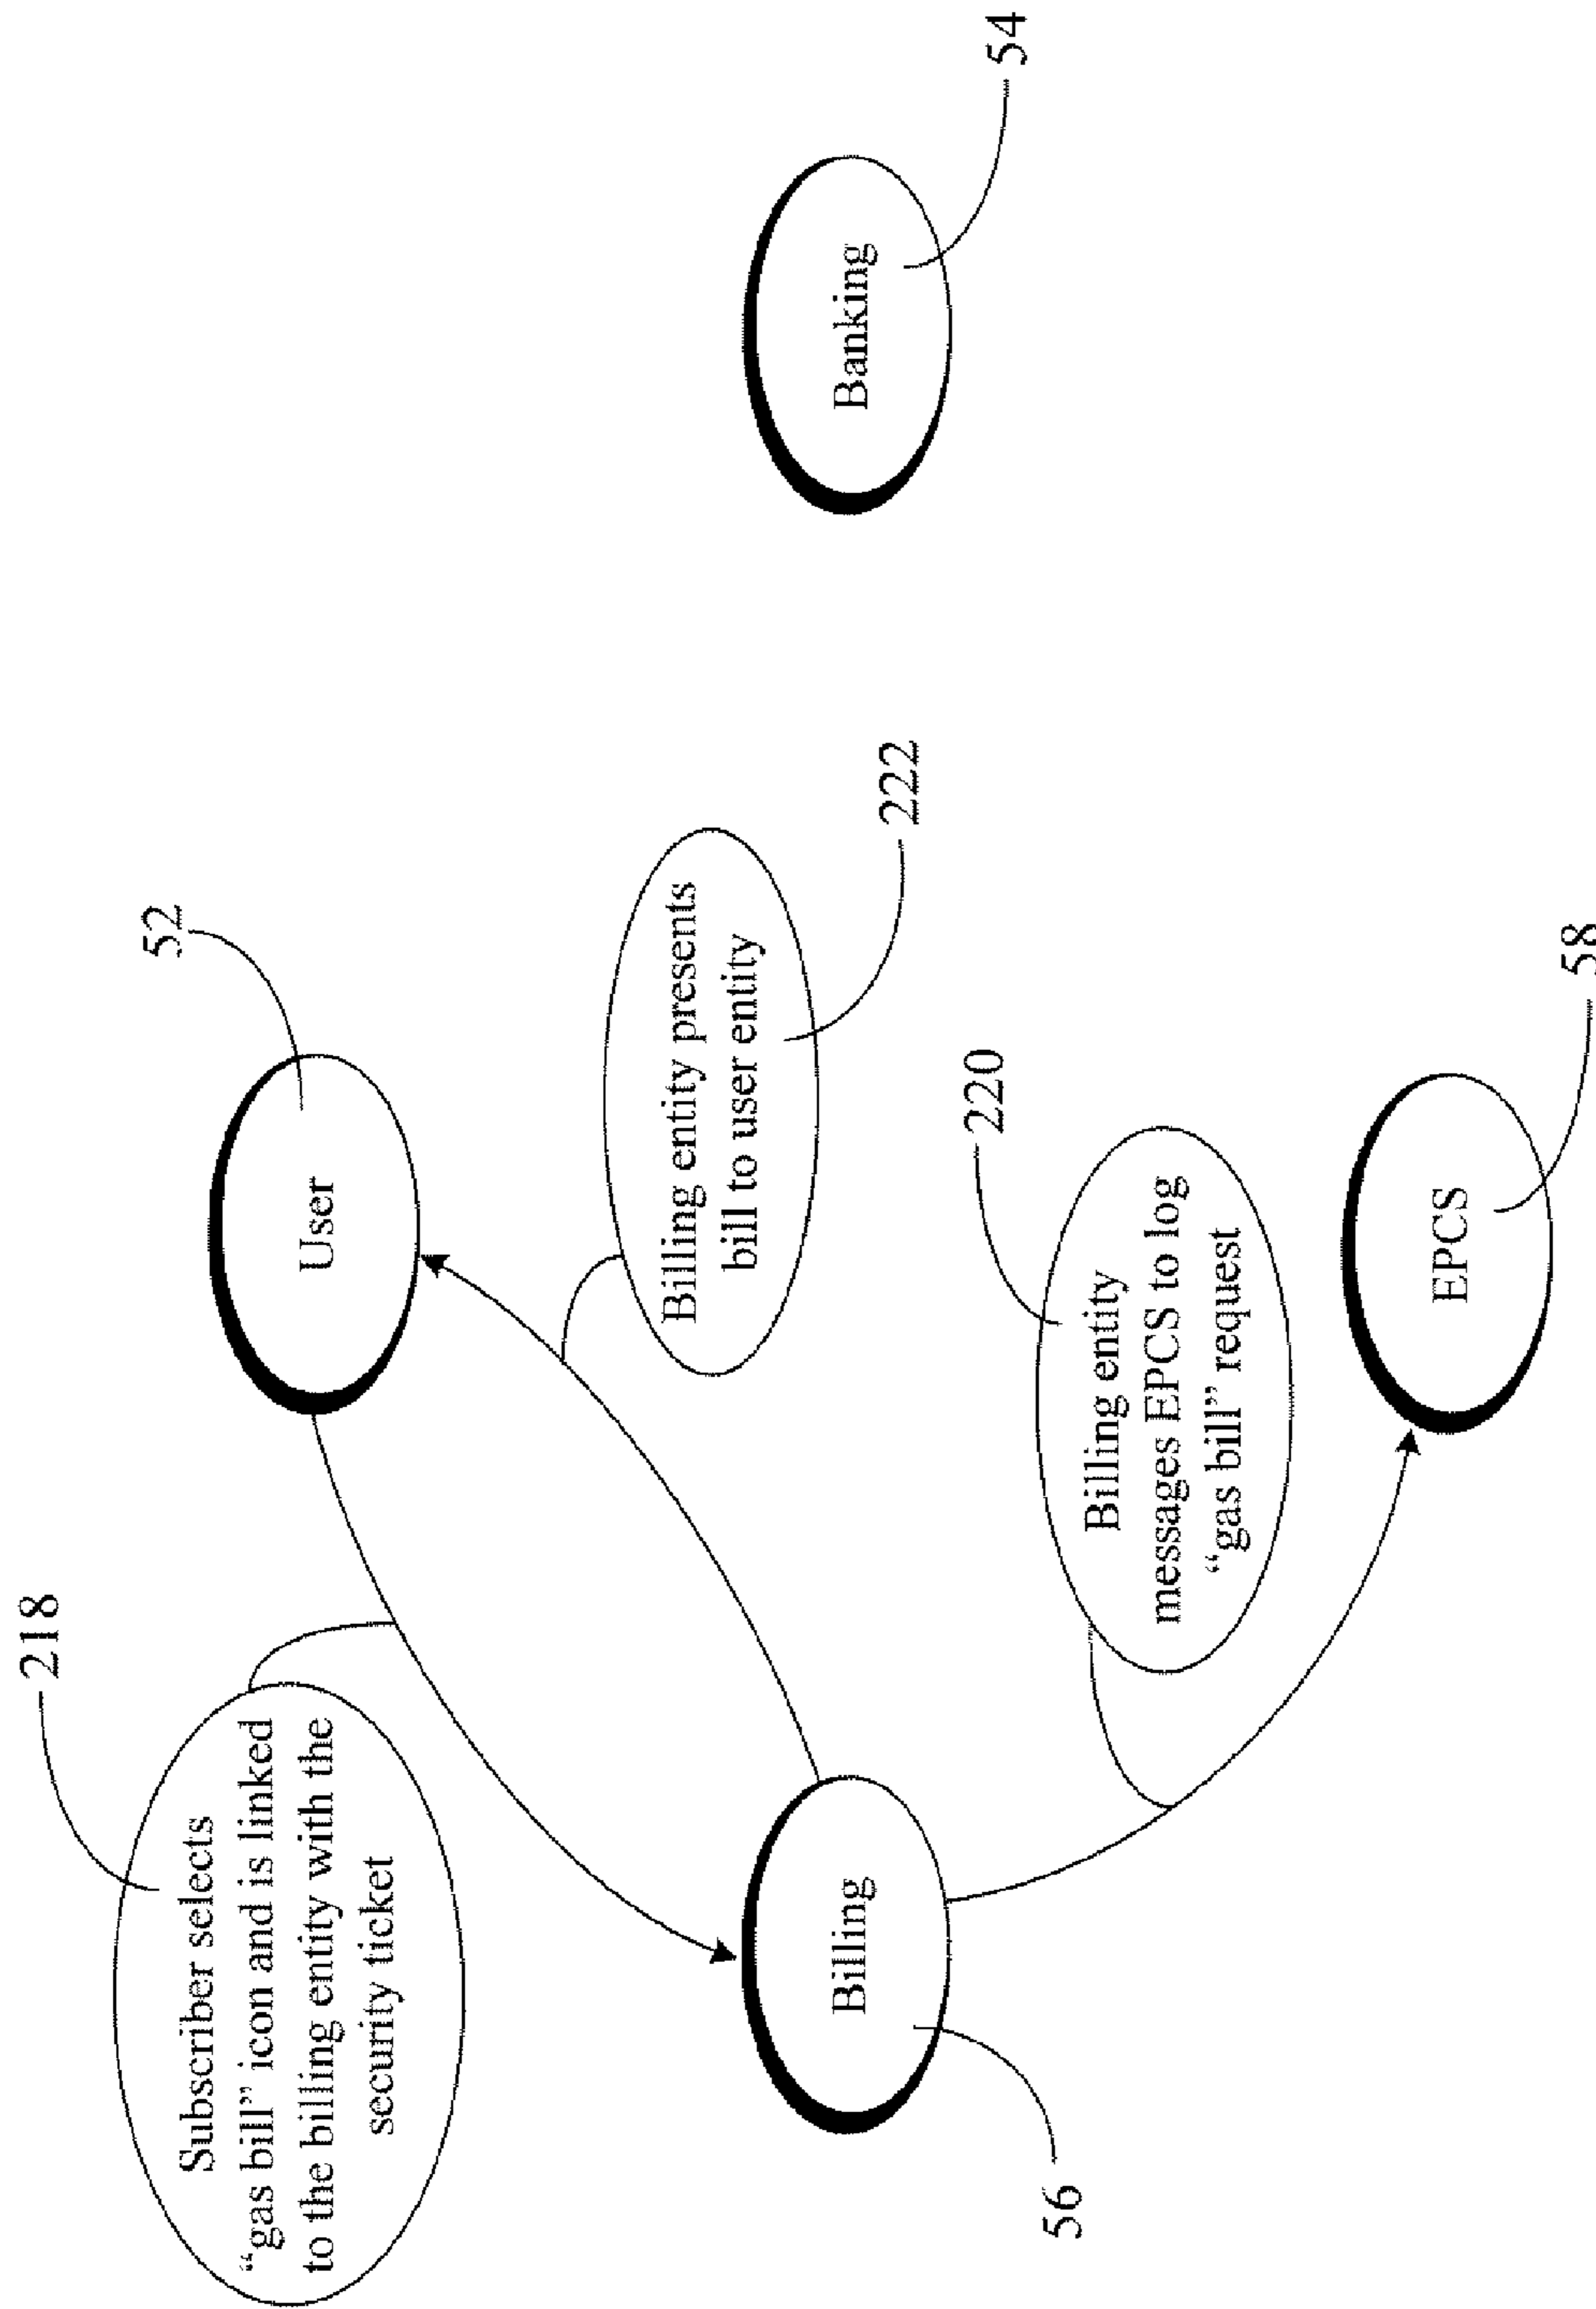 218
Subscriber selects
“gas bill” icon and is linked
to the billing entity with the
security ticket
52
User
Billing entity presents
bill to user entity
222
Billing
56
Banking
54
220
Billing entity
messages EPCS to log
“gas bill” request
EPCS
58